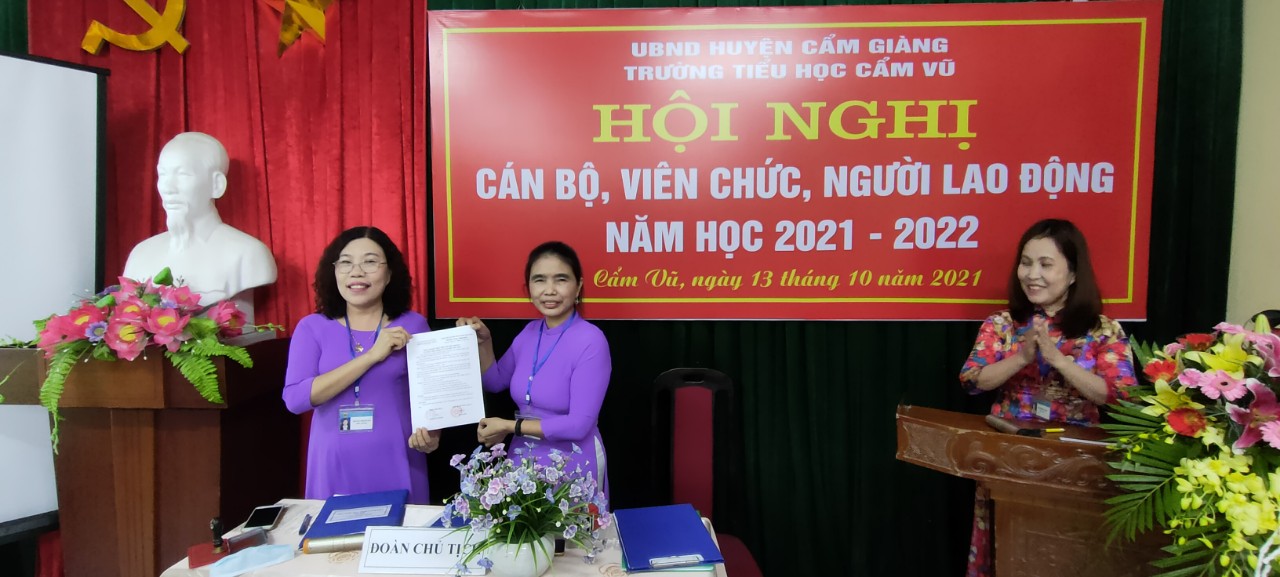 UBND HUYỆN CẨM GIÀNG
TRƯỜNG TIỂU HỌC CẨM VŨ
HỘI NGHỊ
CÁN BỘ, VIÊN CHỨC, NGƯỜI LAO ĐỘNG
NĂM HỌC 2021 - 2022
Cẩm Vũ, ngày 13 tháng 10 năm 2021
ĐOÀN CHỦ TỊ